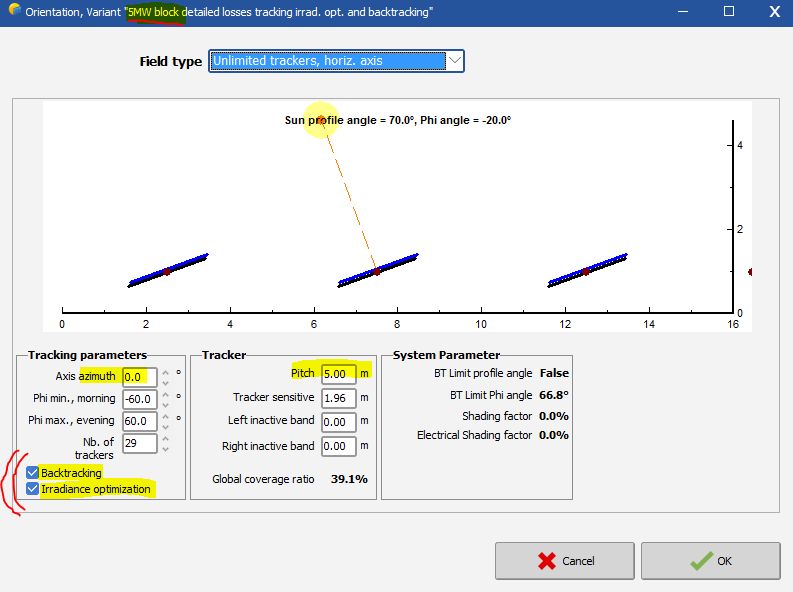 Orientation, Variant "5MW block detailed losses tracking irrad. opt. and backtracking"
Field type Unlimited trackers, horiz. axis
Sun profile angle = 70.0°, Phi angle = -20.0°
4
2
0
0 2 4 6 8 10 12 14 16
Tracking parameters
Axis azimuth 0.0 °
Phi min., morning -60.0 °
Phi max., evening 60.0 °
Nb. of
trackers 29
Backtracking
Irradiance optimization
Tracker
Pitch 5.00 m
Tracker sensitive 1.96 m
Left inactive band 0.00 m
Right inactive band 0.00 m
Global coverage ratio 39.1%
System Parameter
BT Limit profile angle False
BT Limit Phi angle 66.8°
Shading factor 0.0%
Electrical Shading factor 0.0%
Cancel
OK